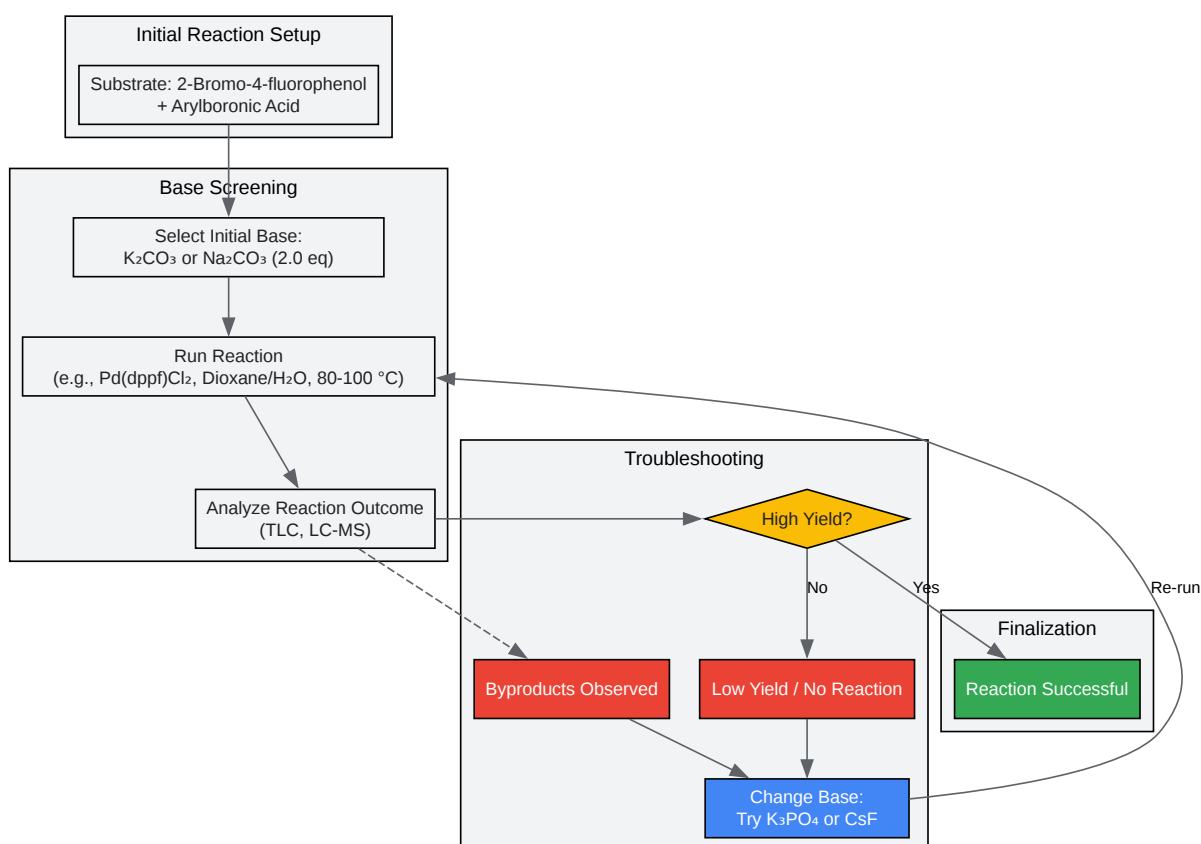 Initial Reaction Setup
Substrate: 2-Bromo-4-fluorophenol
+ Arylboronic Acid
Base Screening
Select Initial Base:
K₂CO₃ or Na₂CO₃ (2.0 eq)
Run Reaction
(e.g., Pd(dppf)Cl₂, Dioxane/H₂O, 80-100 °C)
Analyze Reaction Outcome
(TLC, LC-MS)
Troubleshooting
High Yield?
No
Yes
Re-run
Byproducts Observed
Low Yield / No Reaction
Change Base:
Try K₃PO₄ or CsF
Finalization
Reaction Successful